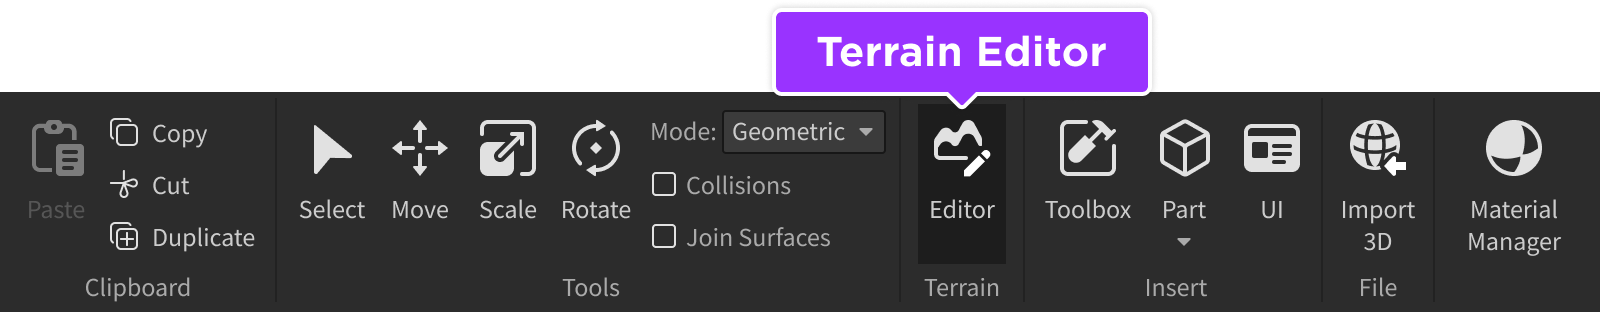 Terrain Editor
Paste
Copy
Cut
Duplicate
Clipboard
Select
Move
Scale
Rotate
Mode: Geometric
Collisions
Join Surfaces
Tools
Editor
Terrain
Toolbox
Part
UI
Insert
Import
3D
File
Material
Manager